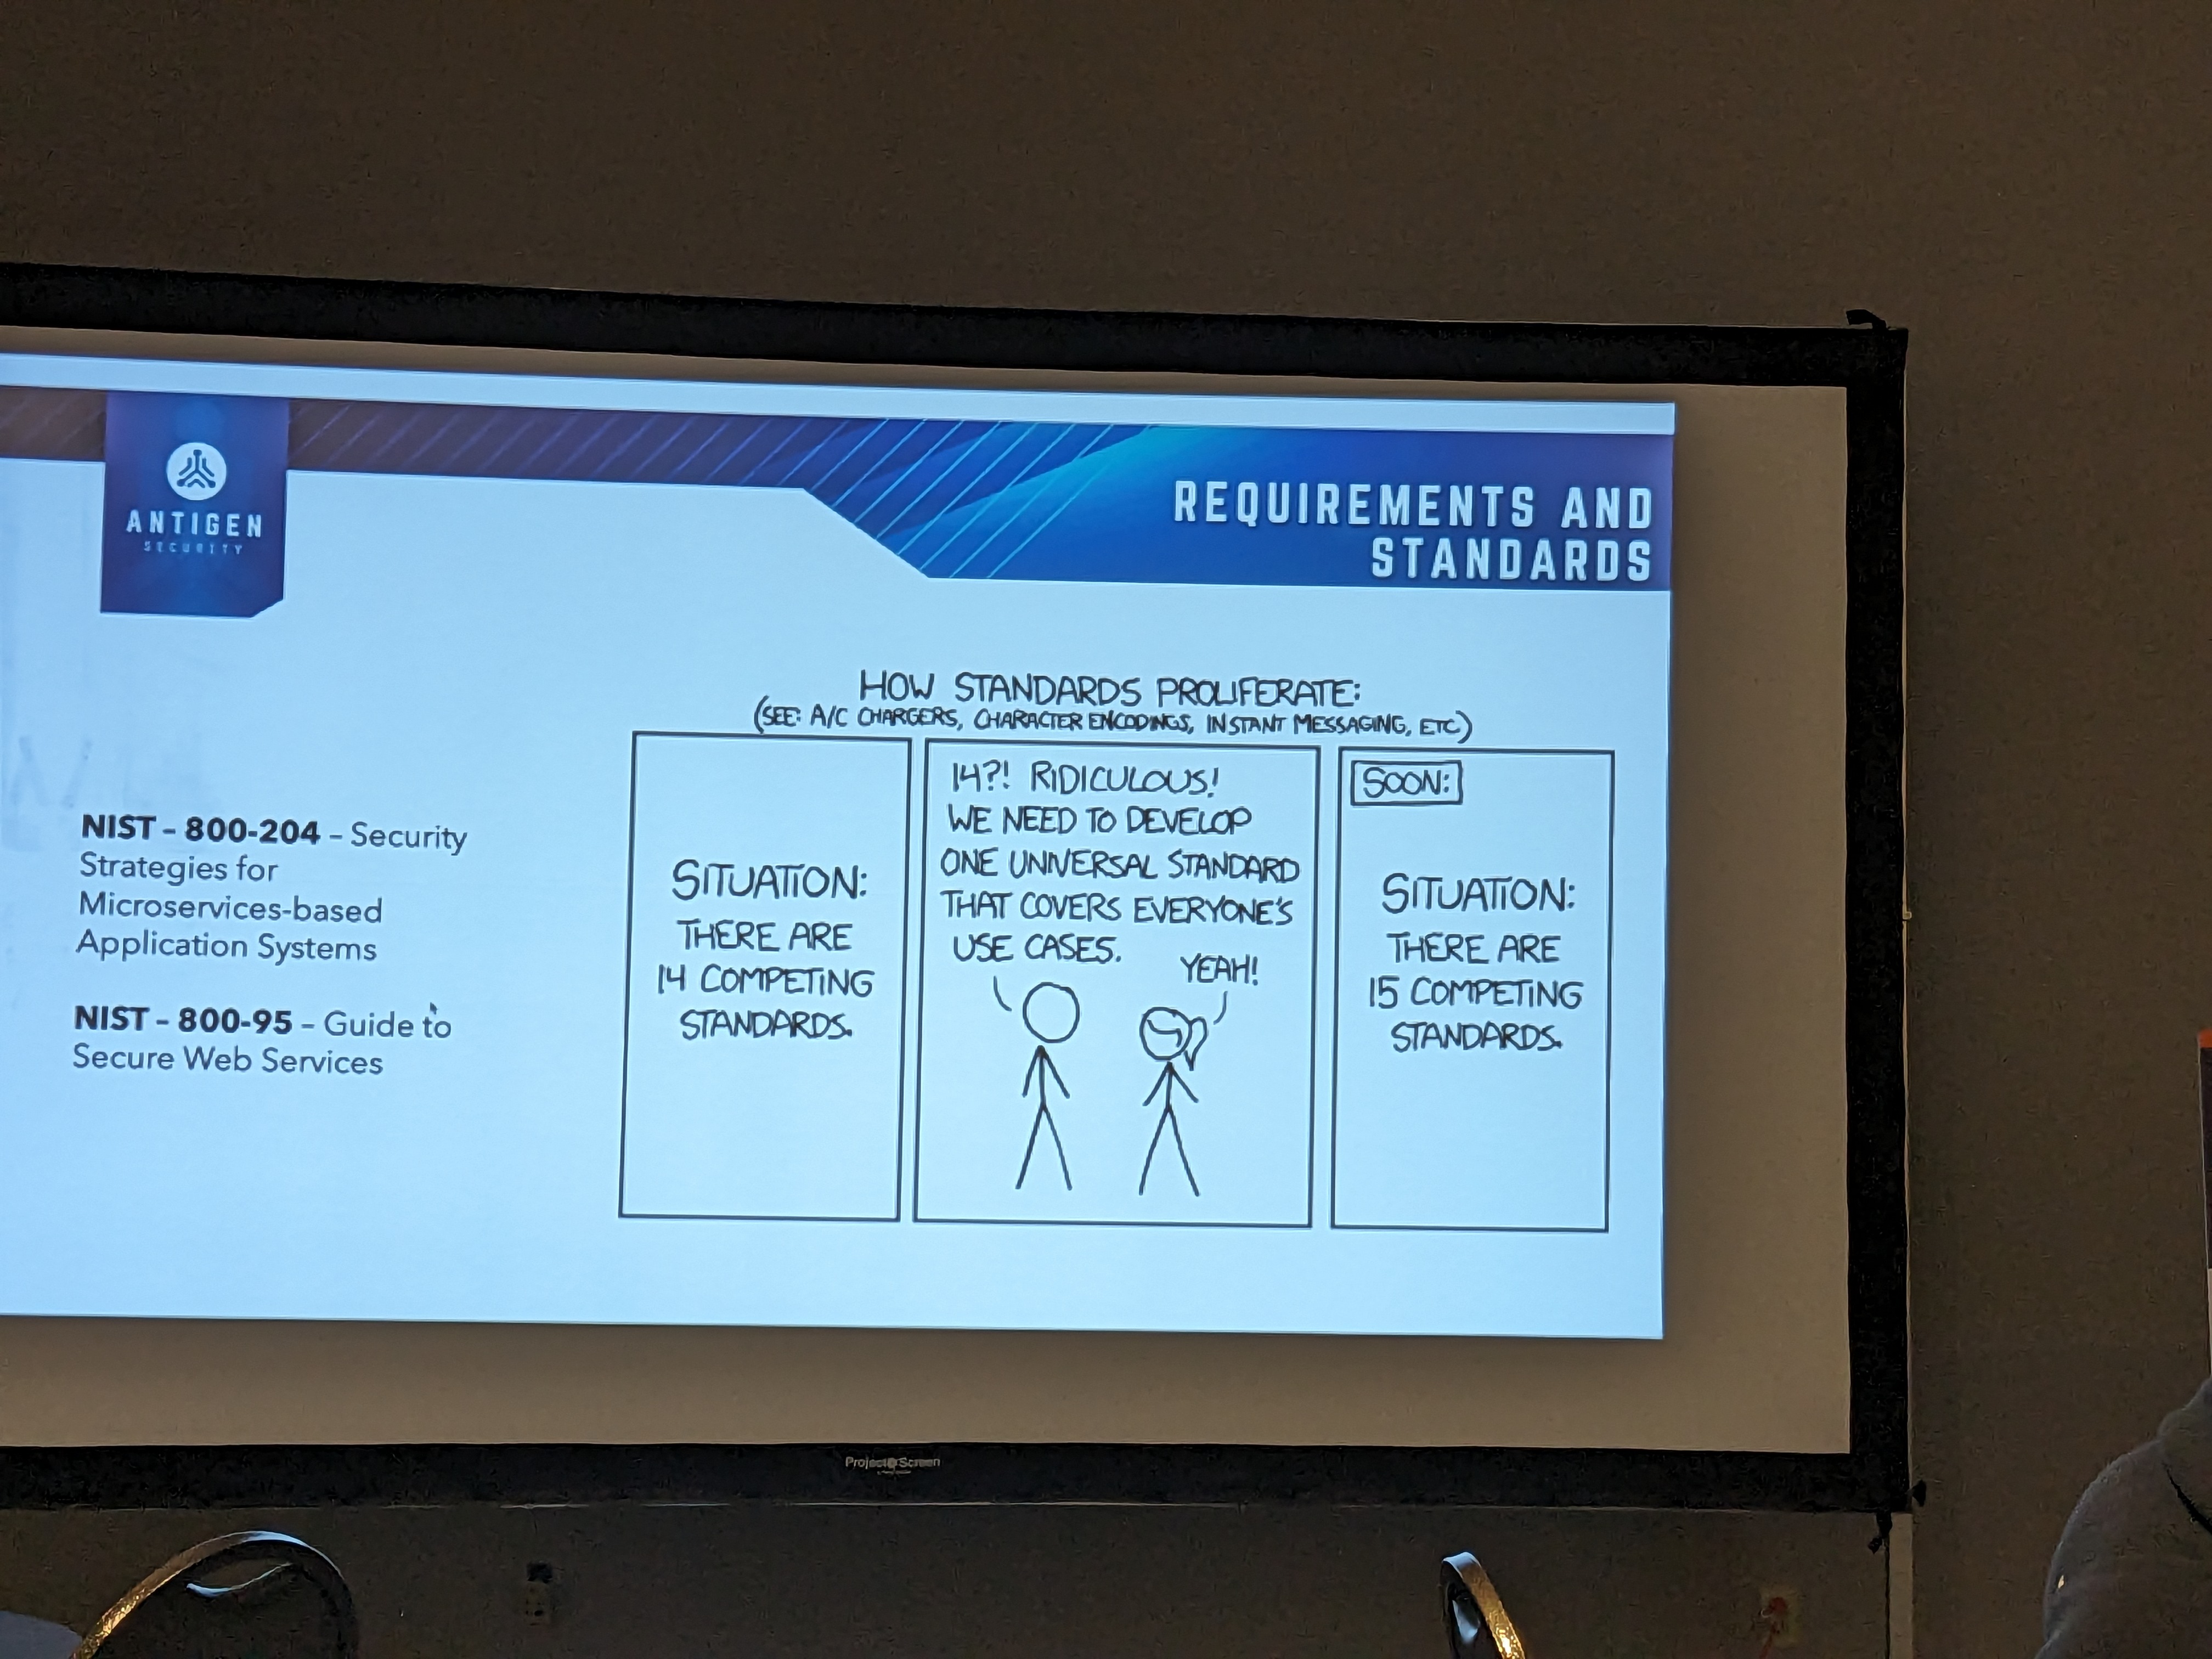 ANTIGEN
SECURITY
REQUIREMENTS AND
STANDARDS
NIST – 800-204 – Security
Strategies for
Microservices-based
Application Systems
NIST – 800-95 – Guide to
Secure Web Services
HOW STANDARDS PROLIFERATE:
(SEE: A/C CHARGERS, CHARACTER ENCODINGS, INSTANT MESSAGING, ETC)
SITUATION:
THERE ARE
14 COMPETING
STANDARDS.
14?! RIDICULOUS!
WE NEED TO DEVELOP
ONE UNIVERSAL STANDARD
THAT COVERS EVERYONE'S
USE CASES.
YEAH!
SOON:
SITUATION:
THERE ARE
15 COMPETING
STANDARDS.
Project Screen